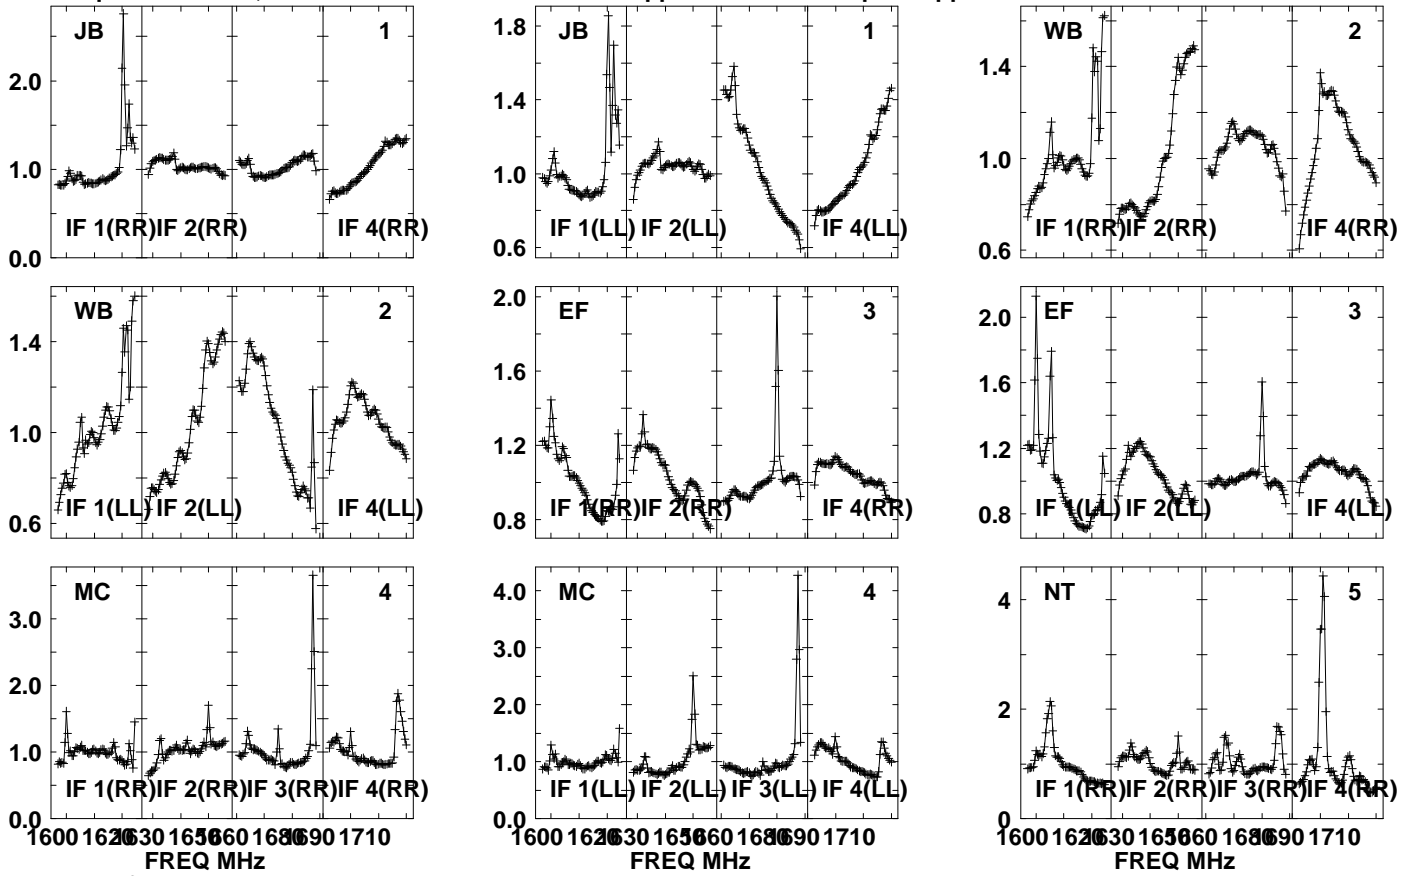 JB 1
2.0
1.0
0.0
IF 1(RR) IF 2(RR) IF 4(RR)
JB 1
1.8
1.4
1.0
0.6
IF 1(LL) IF 2(LL) IF 4(LL)
WB 2
1.4
1.0
0.6
IF 1(RR) IF 2(RR) IF 4(RR)
WB 2
1.4
1.0
0.6
IF 1(LL) IF 2(LL) IF 4(LL)
EF 3
2.0
1.6
1.2
0.8
IF 1(RR) IF 2(RR) IF 4(RR)
EF 3
2.0
1.6
1.2
0.8
IF 1(LL) IF 2(LL) IF 4(LL)
MC 4
3.0
2.0
1.0
0.0
IF 1(RR) IF 2(RR) IF 3(RR) IF 4(RR)
1600 1620 1630 1650 1660 1680 1690 1710
FREQ MHz
MC 4
4.0
3.0
2.0
1.0
0.0
IF 1(LL) IF 2(LL) IF 3(LL) IF 4(LL)
1600 1620 1630 1650 1660 1680 1690 1710
FREQ MHz
NT 5
4
2
0
IF 1(RR) IF 2(RR) IF 3(RR) IF 4(RR)
1600 1620 1630 1650 1660 1680 1690 1710
FREQ MHz